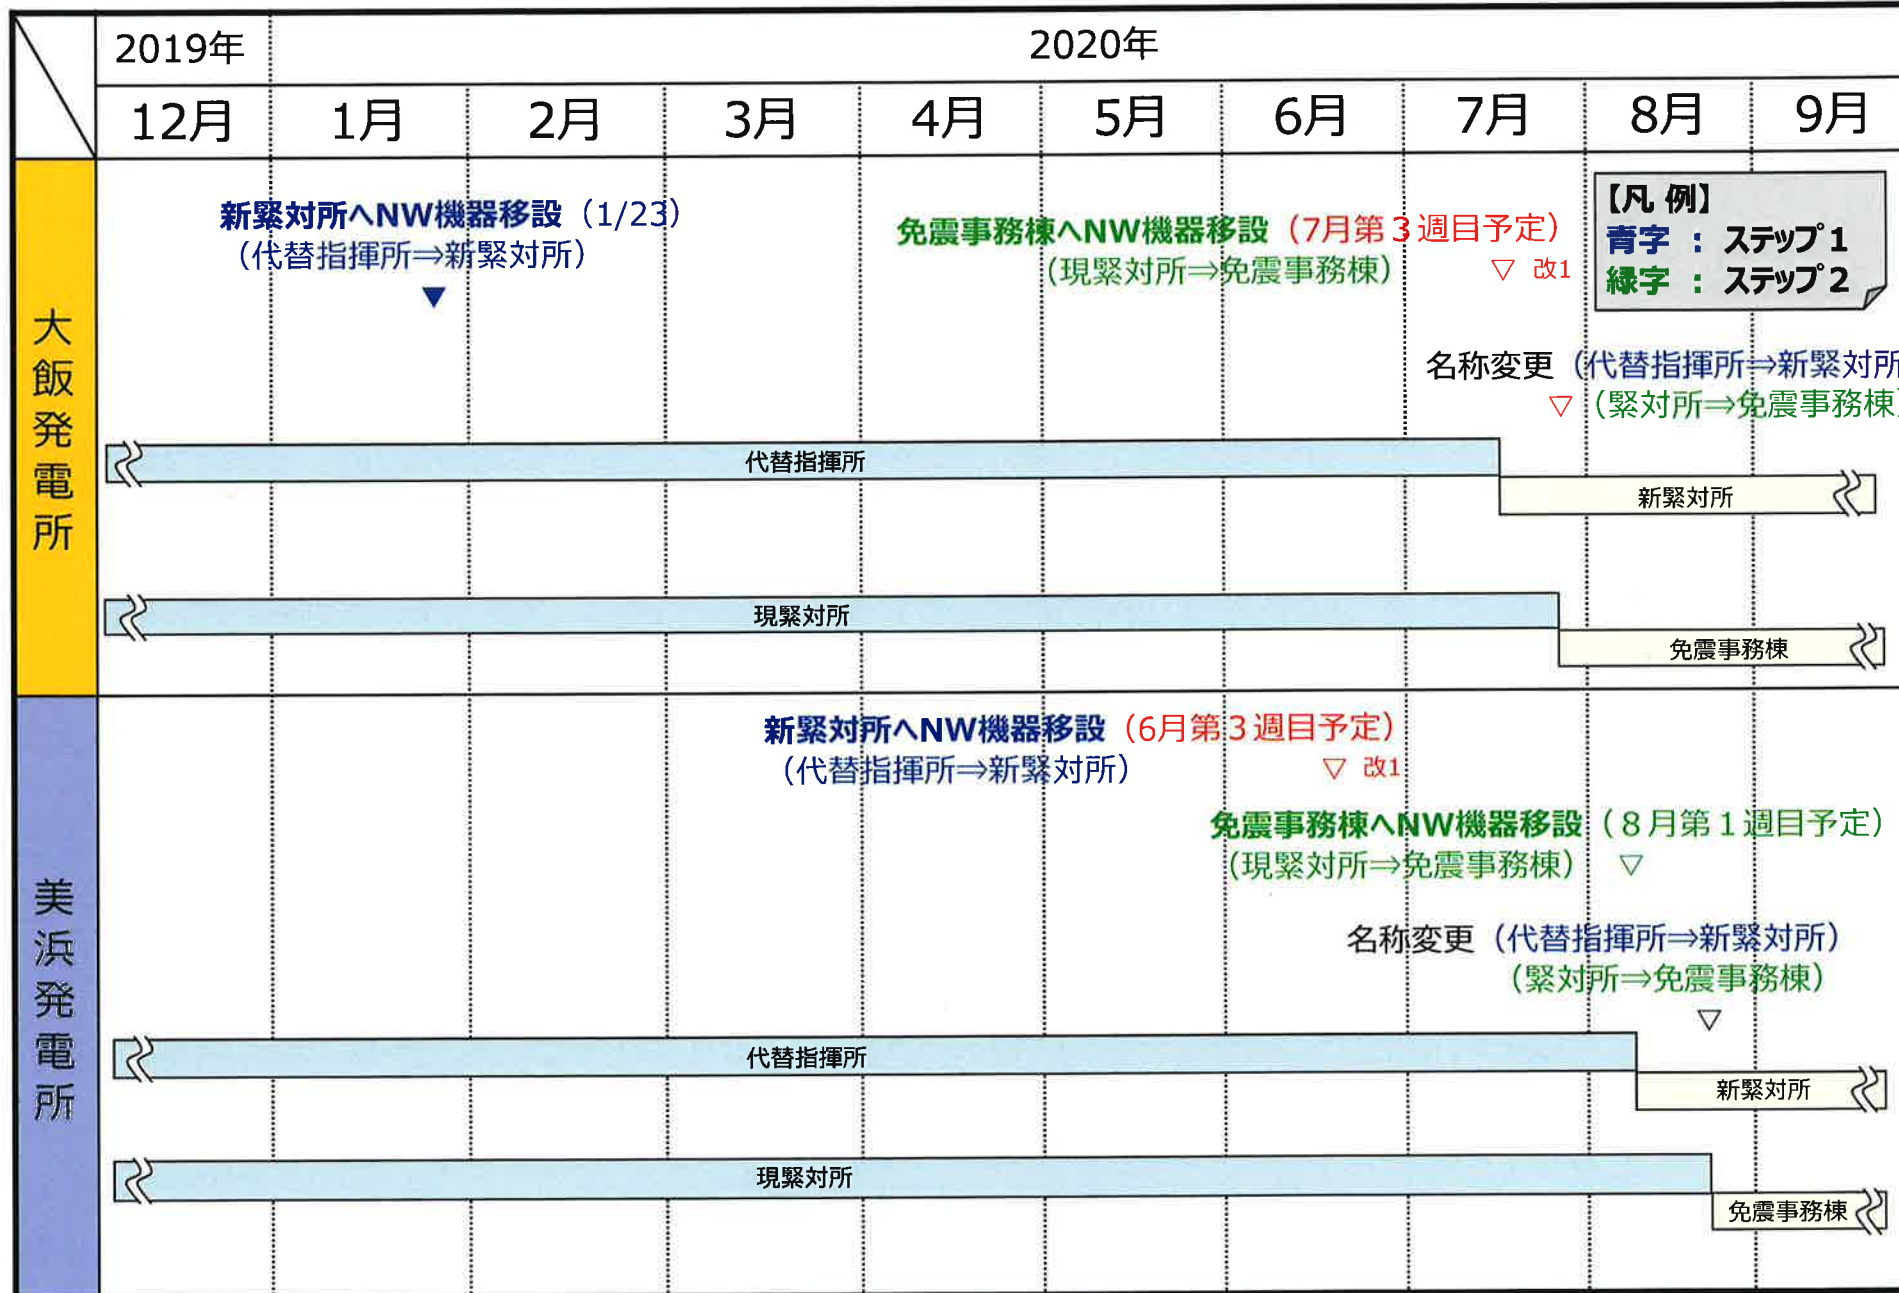 2019年
2020年
12月
1月
2月
3月
4月
5月
6月
7月
8月
9月
大飯発電所
新緊対所へNW機器移設（1/23）
（代替指揮所⇒新緊対所）
▼
免震事務棟へNW機器移設（7月第３週目予定）
（現緊対所⇒免震事務棟）
▽ 改1
【凡 例】
青字 ： ステップ１
緑字 ： ステップ２
名称変更（代替指揮所⇒新緊対所
▽（緊対所⇒免震事務棟）
代替指揮所
新緊対所
現緊対所
免震事務棟
美浜発電所
新緊対所へNW機器移設（6月第３週目予定）
（代替指揮所⇒新緊対所）
▽ 改1
免震事務棟へNW機器移設（８月第１週目予定）
（現緊対所⇒免震事務棟）
▽
名称変更（代替指揮所⇒新緊対所）
（緊対所⇒免震事務棟）
▽
代替指揮所
新緊対所
現緊対所
免震事務棟